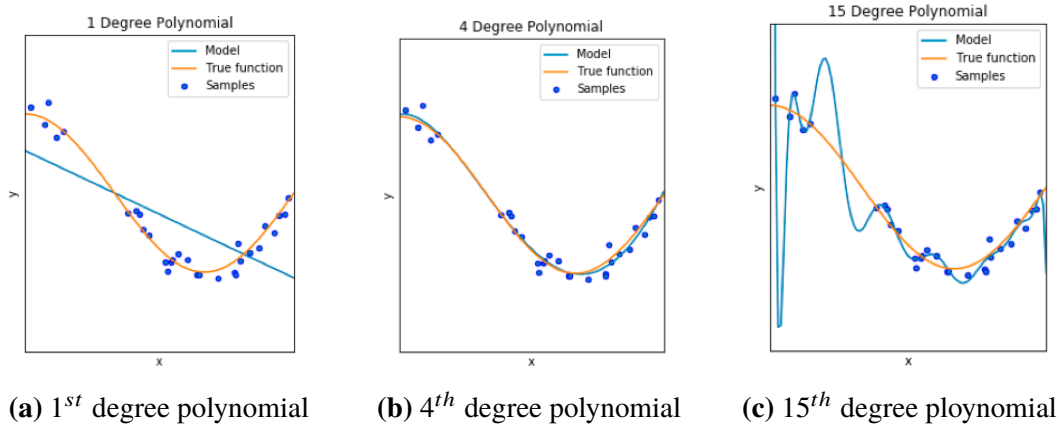 1 Degree Polynomial
Model
True function
Samples
y
x
(a) 1st degree polynomial
4 Degree Polynomial
Model
True function
Samples
y
x
(b) 4th degree polynomial
15 Degree Polynomial
Model
True function
Samples
y
x
(c) 15th degree ploynomial